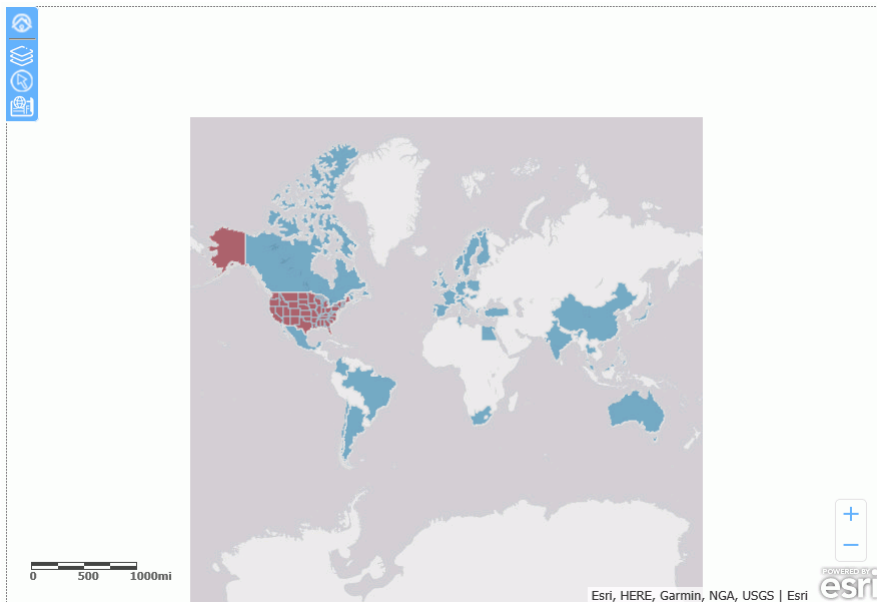 0 500 1000mi
POWERED BY
esri
Esri, HERE, Garmin, NGA, USGS | Esri